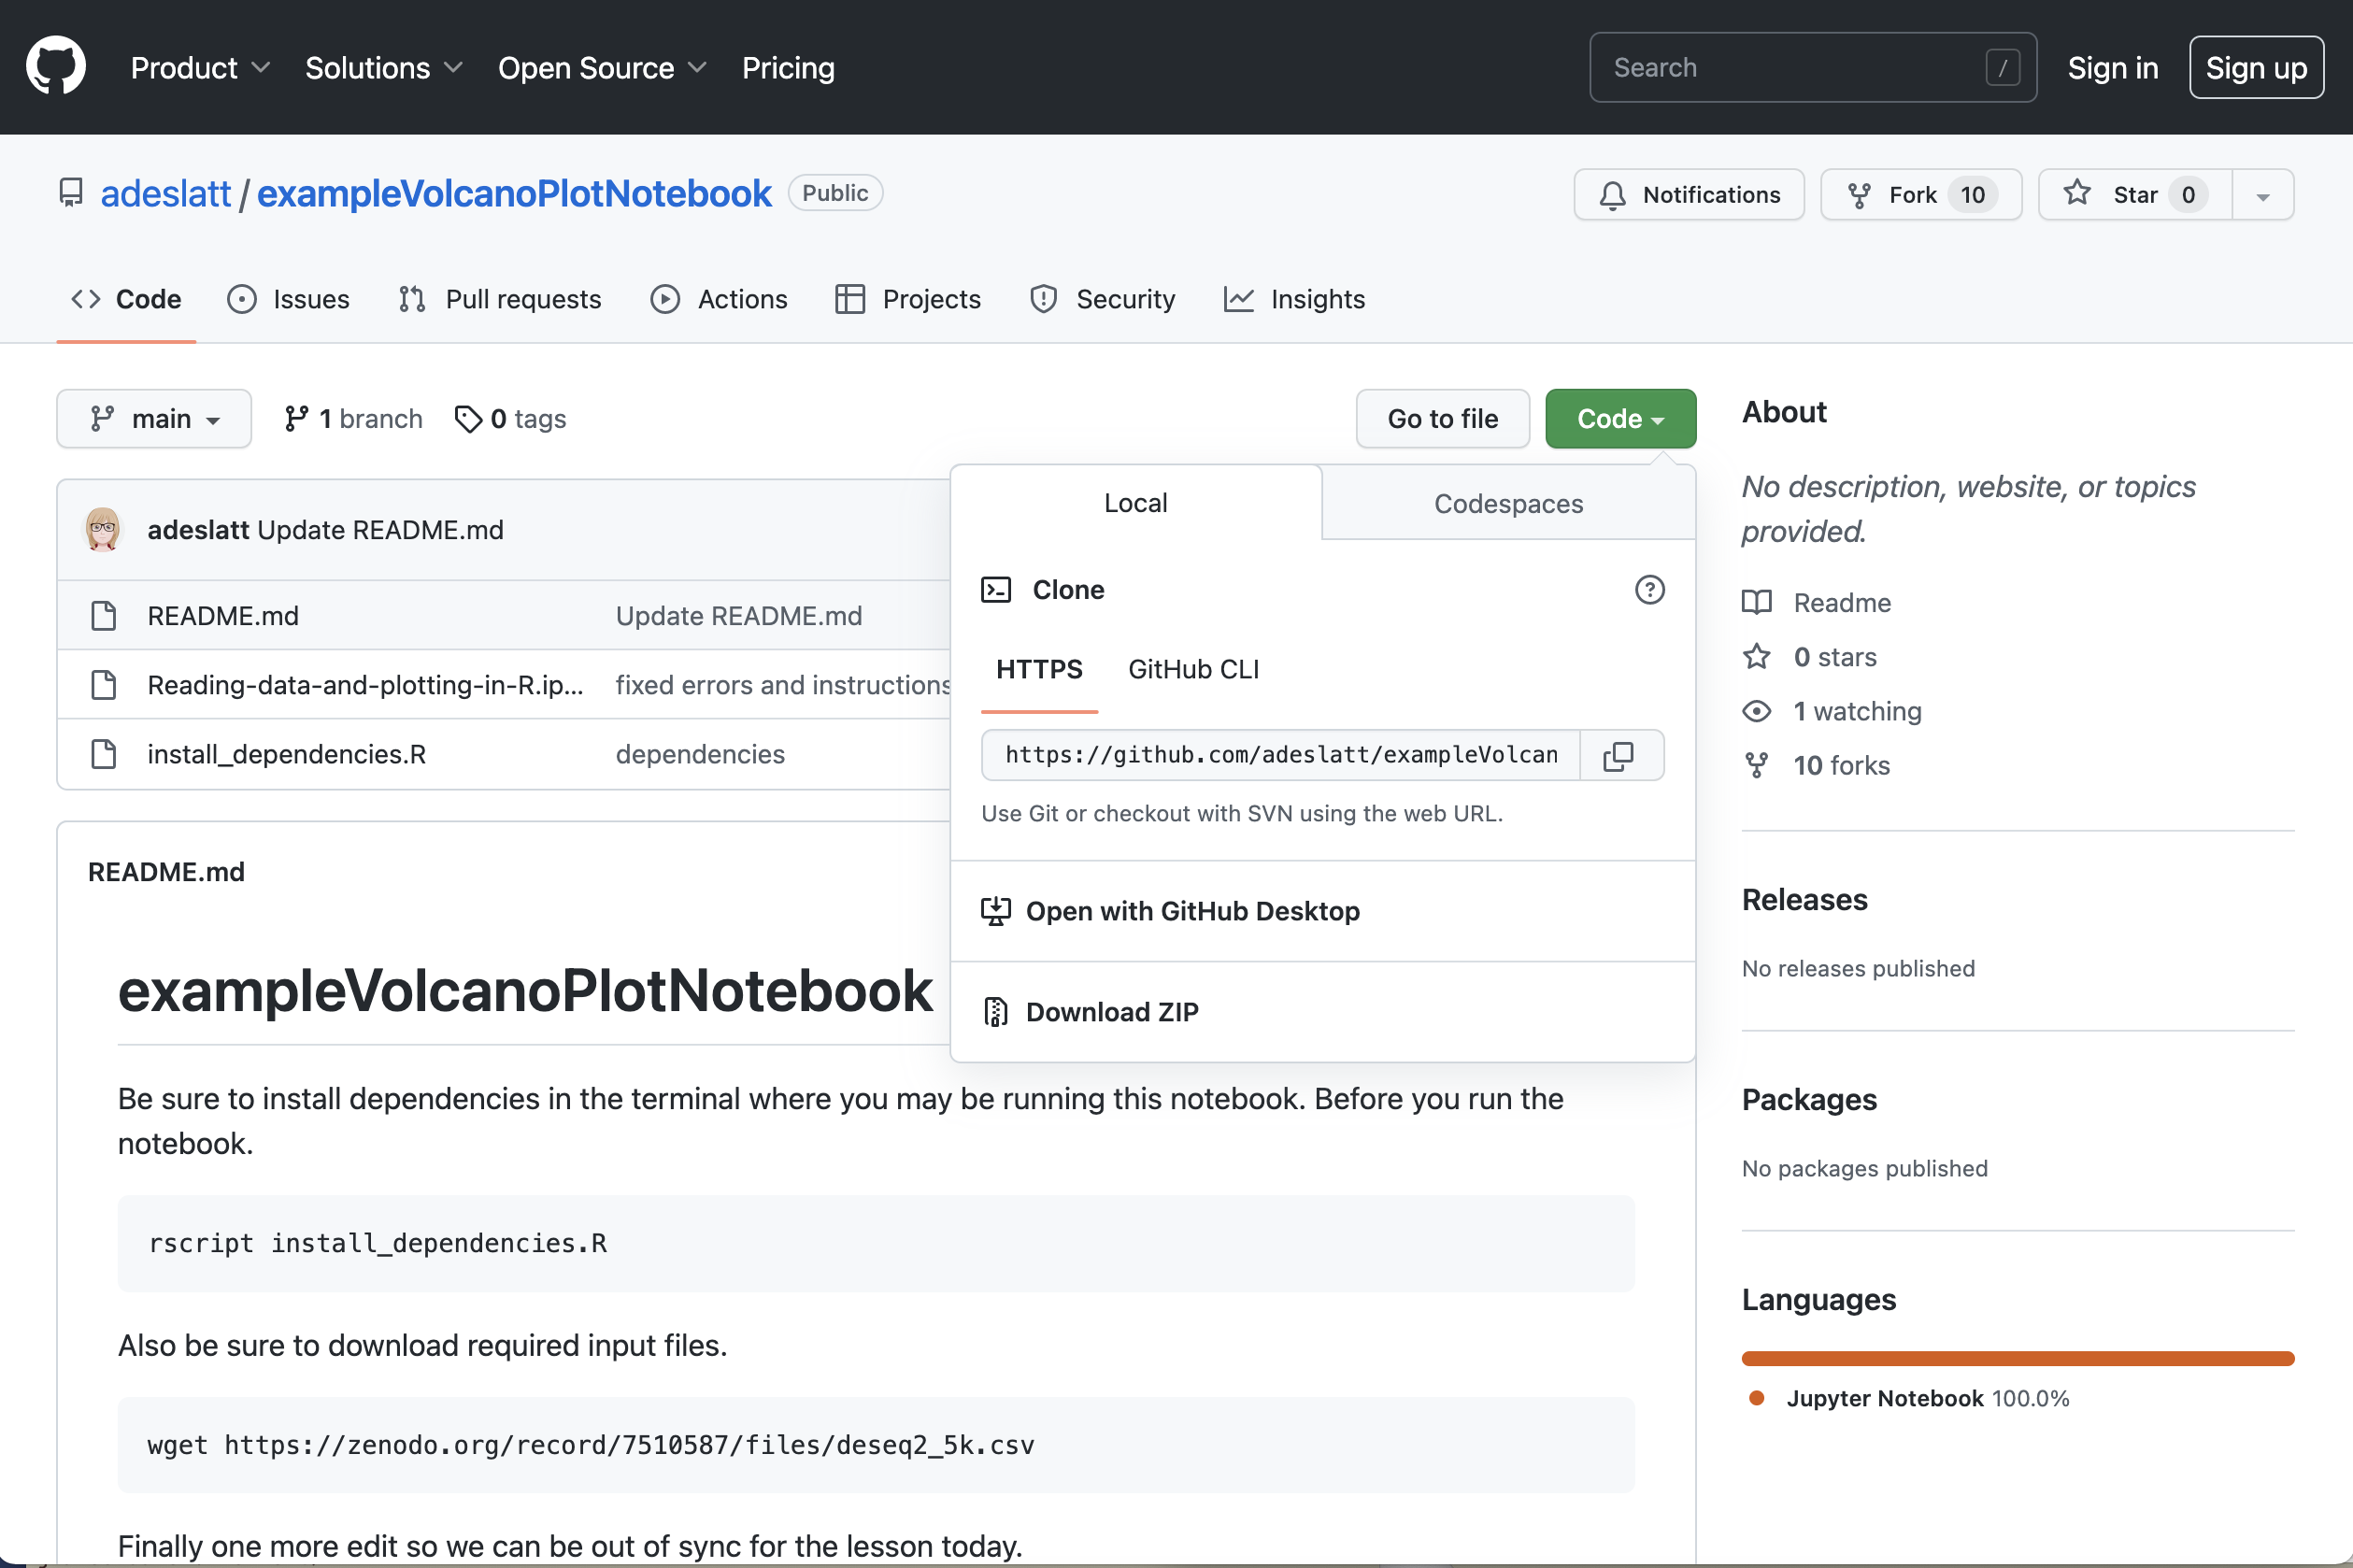 Product Solutions Open Source Pricing Search / Sign in Sign up
adeslatt / exampleVolcanoPlotNotebook Public Notifications Fork 10 Star 0
Code Issues Pull requests Actions Projects Security Insights
main 1 branch 0 tags Go to file Code
Local Codespaces
Clone
HTTPS GitHub CLI
https://github.com/adeslatt/exampleVolcan
Use Git or checkout with SVN using the web URL.
Open with GitHub Desktop
Download ZIP
adeslatt Update README.md
README.md Update README.md
Reading-data-and-plotting-in-R.ip... fixed errors and instructions
install_dependencies.R dependencies
README.md
exampleVolcanoPlotNotebook
Be sure to install dependencies in the terminal where you may be running this notebook. Before you run the
notebook.
rscript install_dependencies.R
Also be sure to download required input files.
wget https://zenodo.org/record/7510587/files/deseq2_5k.csv
Finally one more edit so we can be out of sync for the lesson today.
About
No description, website, or topics
provided.
Readme
0 stars
1 watching
10 forks
Releases
No releases published
Packages
No packages published
Languages
Jupyter Notebook 100.0%